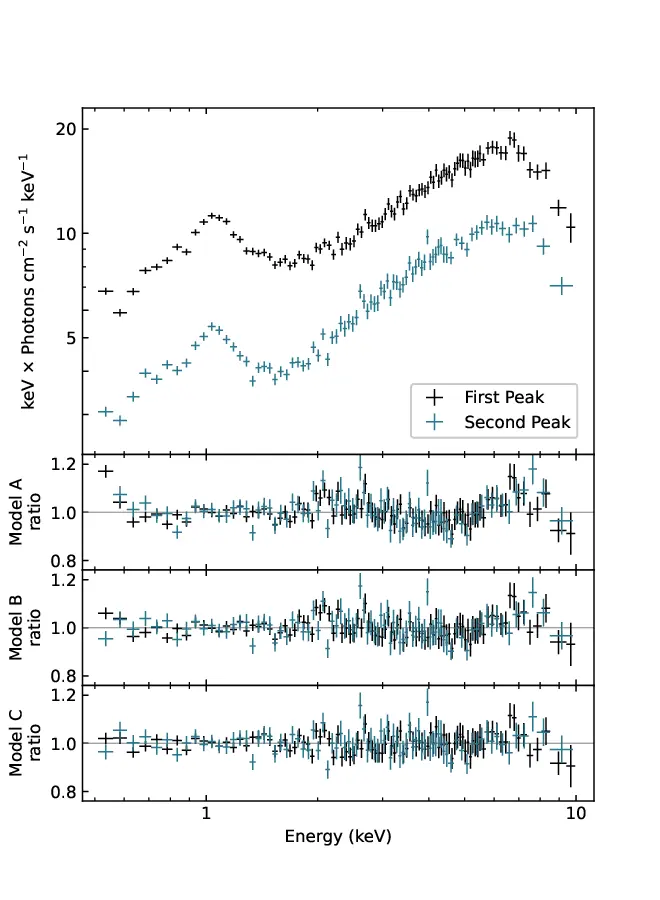 20
10
5
keV × Photons cm−2 s−1 keV−1
First Peak
Second Peak
1.2
1.0
0.8
Model A
ratio
1.2
1.0
0.8
Model B
ratio
1.2
1.0
0.8
Model C
ratio
1
10
Energy (keV)